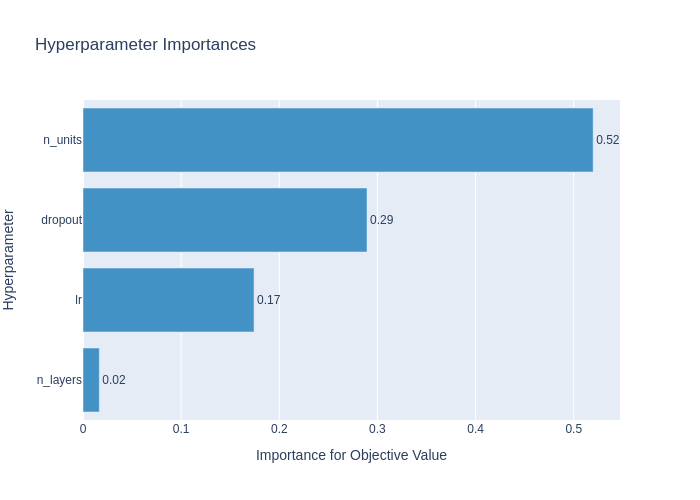 Hyperparameter Importances
n_units
0.52
dropout
0.29
lr
0.17
n_layers
0.02
0 0.1 0.2 0.3 0.4 0.5
Importance for Objective Value
Hyperparameter